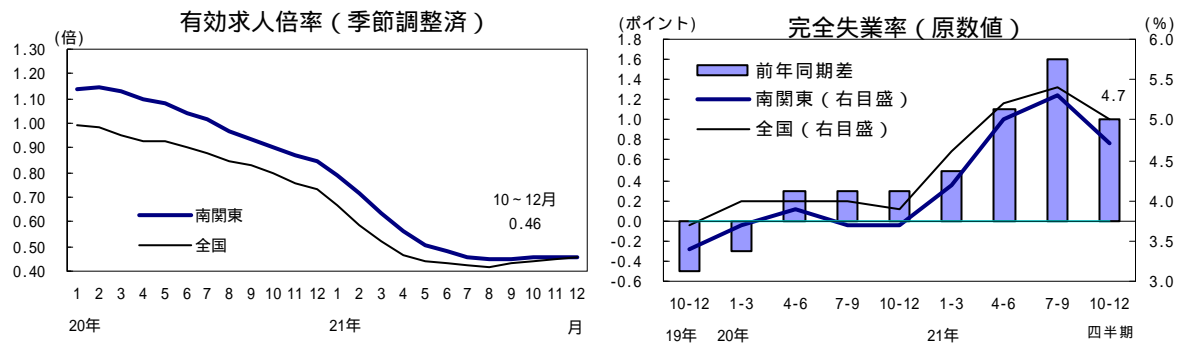 有効求人倍率（季節調整済）
(倍)
1.30
1.20
1.10
1.00
0.90
0.80
0.70
0.60
0.50
0.40
南関東
全国
10～12月
0.46
1 2 3 4 5 6 7 8 9 10 11 12 1 2 3 4 5 6 7 8 9 10 11 12
20年 21年 月
完全失業率（原数値）
(ポイント) (%)
1.8
1.6
1.4
1.2
1.0
0.8
0.6
0.4
0.2
0.0
-0.2
-0.4
-0.6
前年同期差
南関東（右目盛）
全国（右目盛）
4.7
6.0
5.5
5.0
4.5
4.0
3.5
3.0
10-12 1-3 4-6 7-9 10-12 1-3 4-6 7-9 10-12
19年 20年 21年 四半期